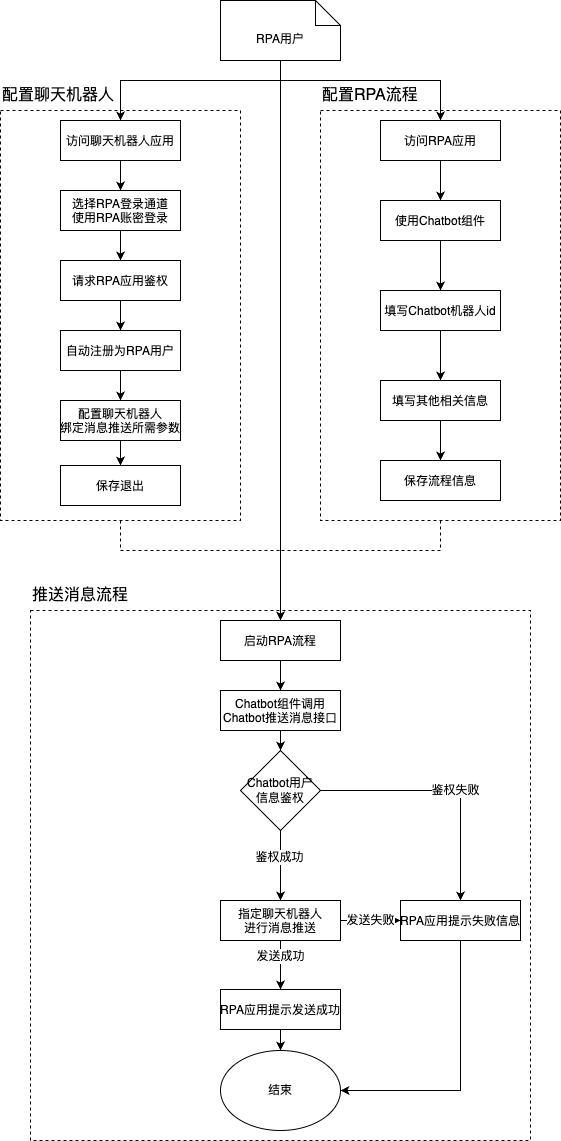 RPA用户
配置聊天机器人
访问聊天机器人应用
选择RPA登录通道
使用RPA账密登录
请求RPA应用鉴权
自动注册为RPA用户
配置聊天机器人
绑定消息推送所需参数
保存退出
配置RPA流程
访问RPA应用
使用Chatbot组件
填写Chatbot机器人id
填写其他相关信息
保存流程信息
推送消息流程
启动RPA流程
Chatbot组件调用
Chatbot推送消息接口
Chatbot用户
信息鉴权
鉴权失败
鉴权成功
指定聊天机器人
进行消息推送
发送失败
RPA应用提示失败信息
发送成功
RPA应用提示发送成功
结束